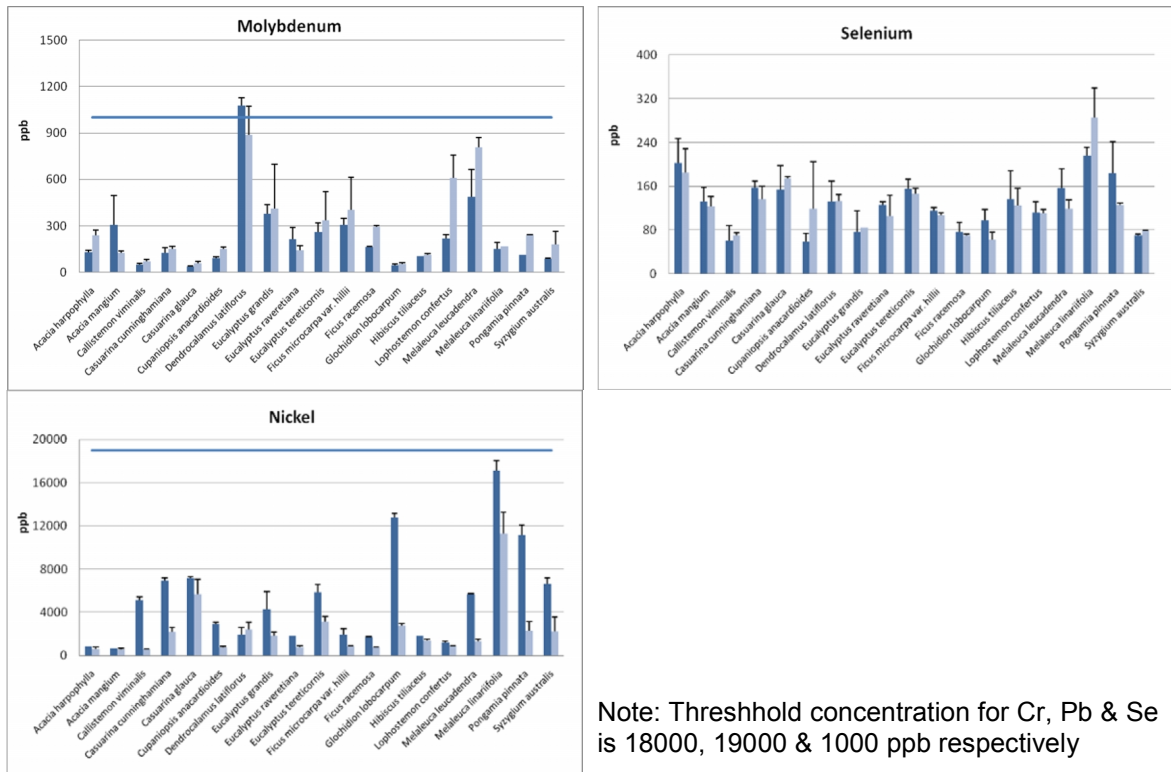 Molybdenum
1500
1200
900
600
300
0
ppb
Acacia harpophylla
Acacia mangium
Callistemon viminalis
Casuarina cunninghamiana
Casuarina glauca
Cupaniopsis anacardioides
Dendrocalamus latiflorus
Eucalyptus grandis
Eucalyptus raveretiana
Eucalyptus tereticornis
Ficus microcarpa var. hillii
Ficus racemosa
Glochidion lobocarpum
Hibiscus tiliaceus
Lophostemon confertus
Melaleuca leucadendra
Melaleuca linariifolia
Pongamia pinnata
Syzygium australis
Selenium
400
320
240
160
80
0
ppb
Acacia harpophylla
Acacia mangium
Callistemon viminalis
Casuarina cunninghamiana
Casuarina glauca
Cupaniopsis anacardioides
Dendrocalamus latiflorus
Eucalyptus grandis
Eucalyptus raveretiana
Eucalyptus tereticornis
Ficus microcarpa var. hillii
Ficus racemosa
Glochidion lobocarpum
Hibiscus tiliaceus
Lophostemon confertus
Melaleuca leucadendra
Melaleuca linariifolia
Pongamia pinnata
Syzygium australis
Nickel
20000
16000
12000
8000
4000
0
ppb
Acacia harpophylla
Acacia mangium
Callistemon viminalis
Casuarina cunninghamiana
Casuarina glauca
Cupaniopsis anacardioides
Dendrocalamus latiflorus
Eucalyptus grandis
Eucalyptus raveretiana
Eucalyptus tereticornis
Ficus microcarpa var. hillii
Ficus racemosa
Glochidion lobocarpum
Hibiscus tiliaceus
Lophostemon confertus
Melaleuca leucadendra
Melaleuca linariifolia
Pongamia pinnata
Syzygium australis
Note: Threshhold concentration for Cr, Pb & Se
is 18000, 19000 & 1000 ppb respectively